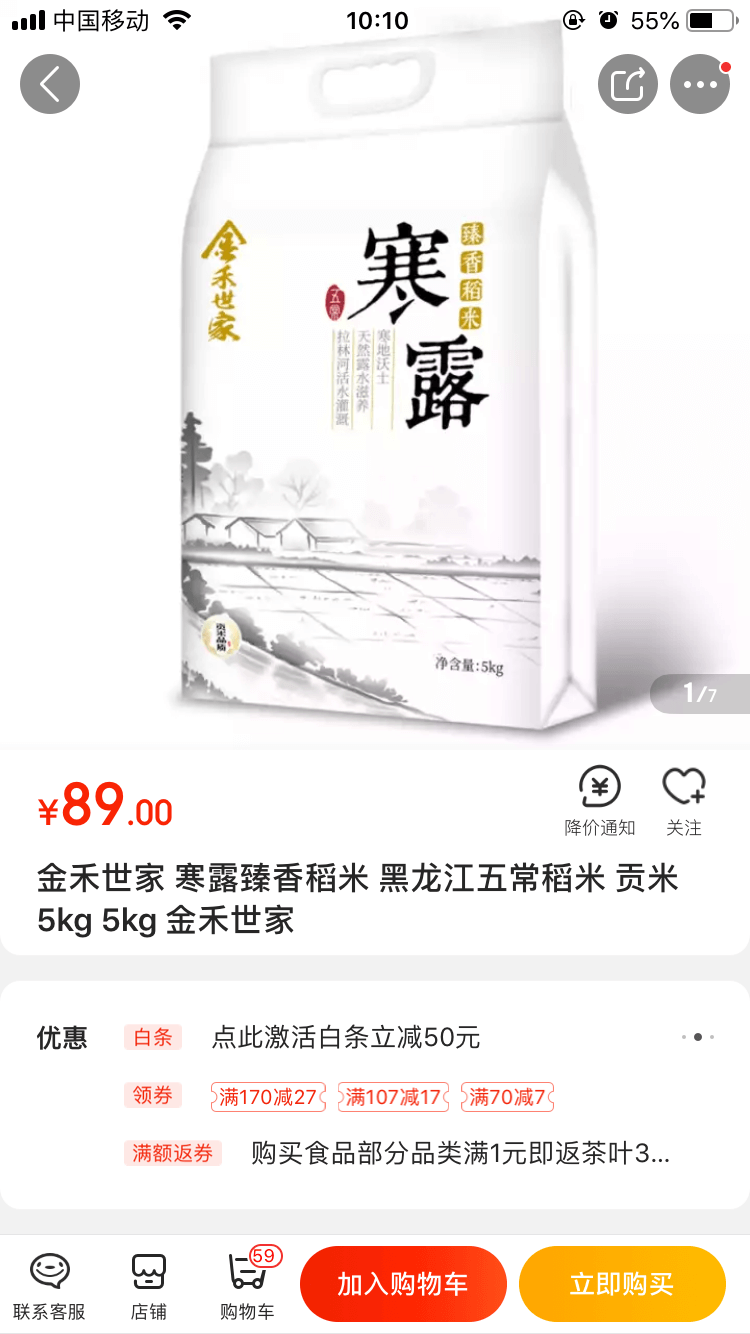 中国移动
10:10
55%
金禾世家
寒露
臻香稻米
五常
寒地沃土
天然露水滋养
拉林河活水灌溉
贡米品质
净含量:5kg
1/7
¥89.00
降价通知
关注
金禾世家 寒露臻香稻米 黑龙江五常稻米 贡米
5kg 5kg 金禾世家
优惠
白条
点此激活白条立减50元
领券
满170减27
满107减17
满70减7
满额返券
购买食品部分品类满1元即返茶叶3...
联系客服
店铺
购物车
59
加入购物车
立即购买